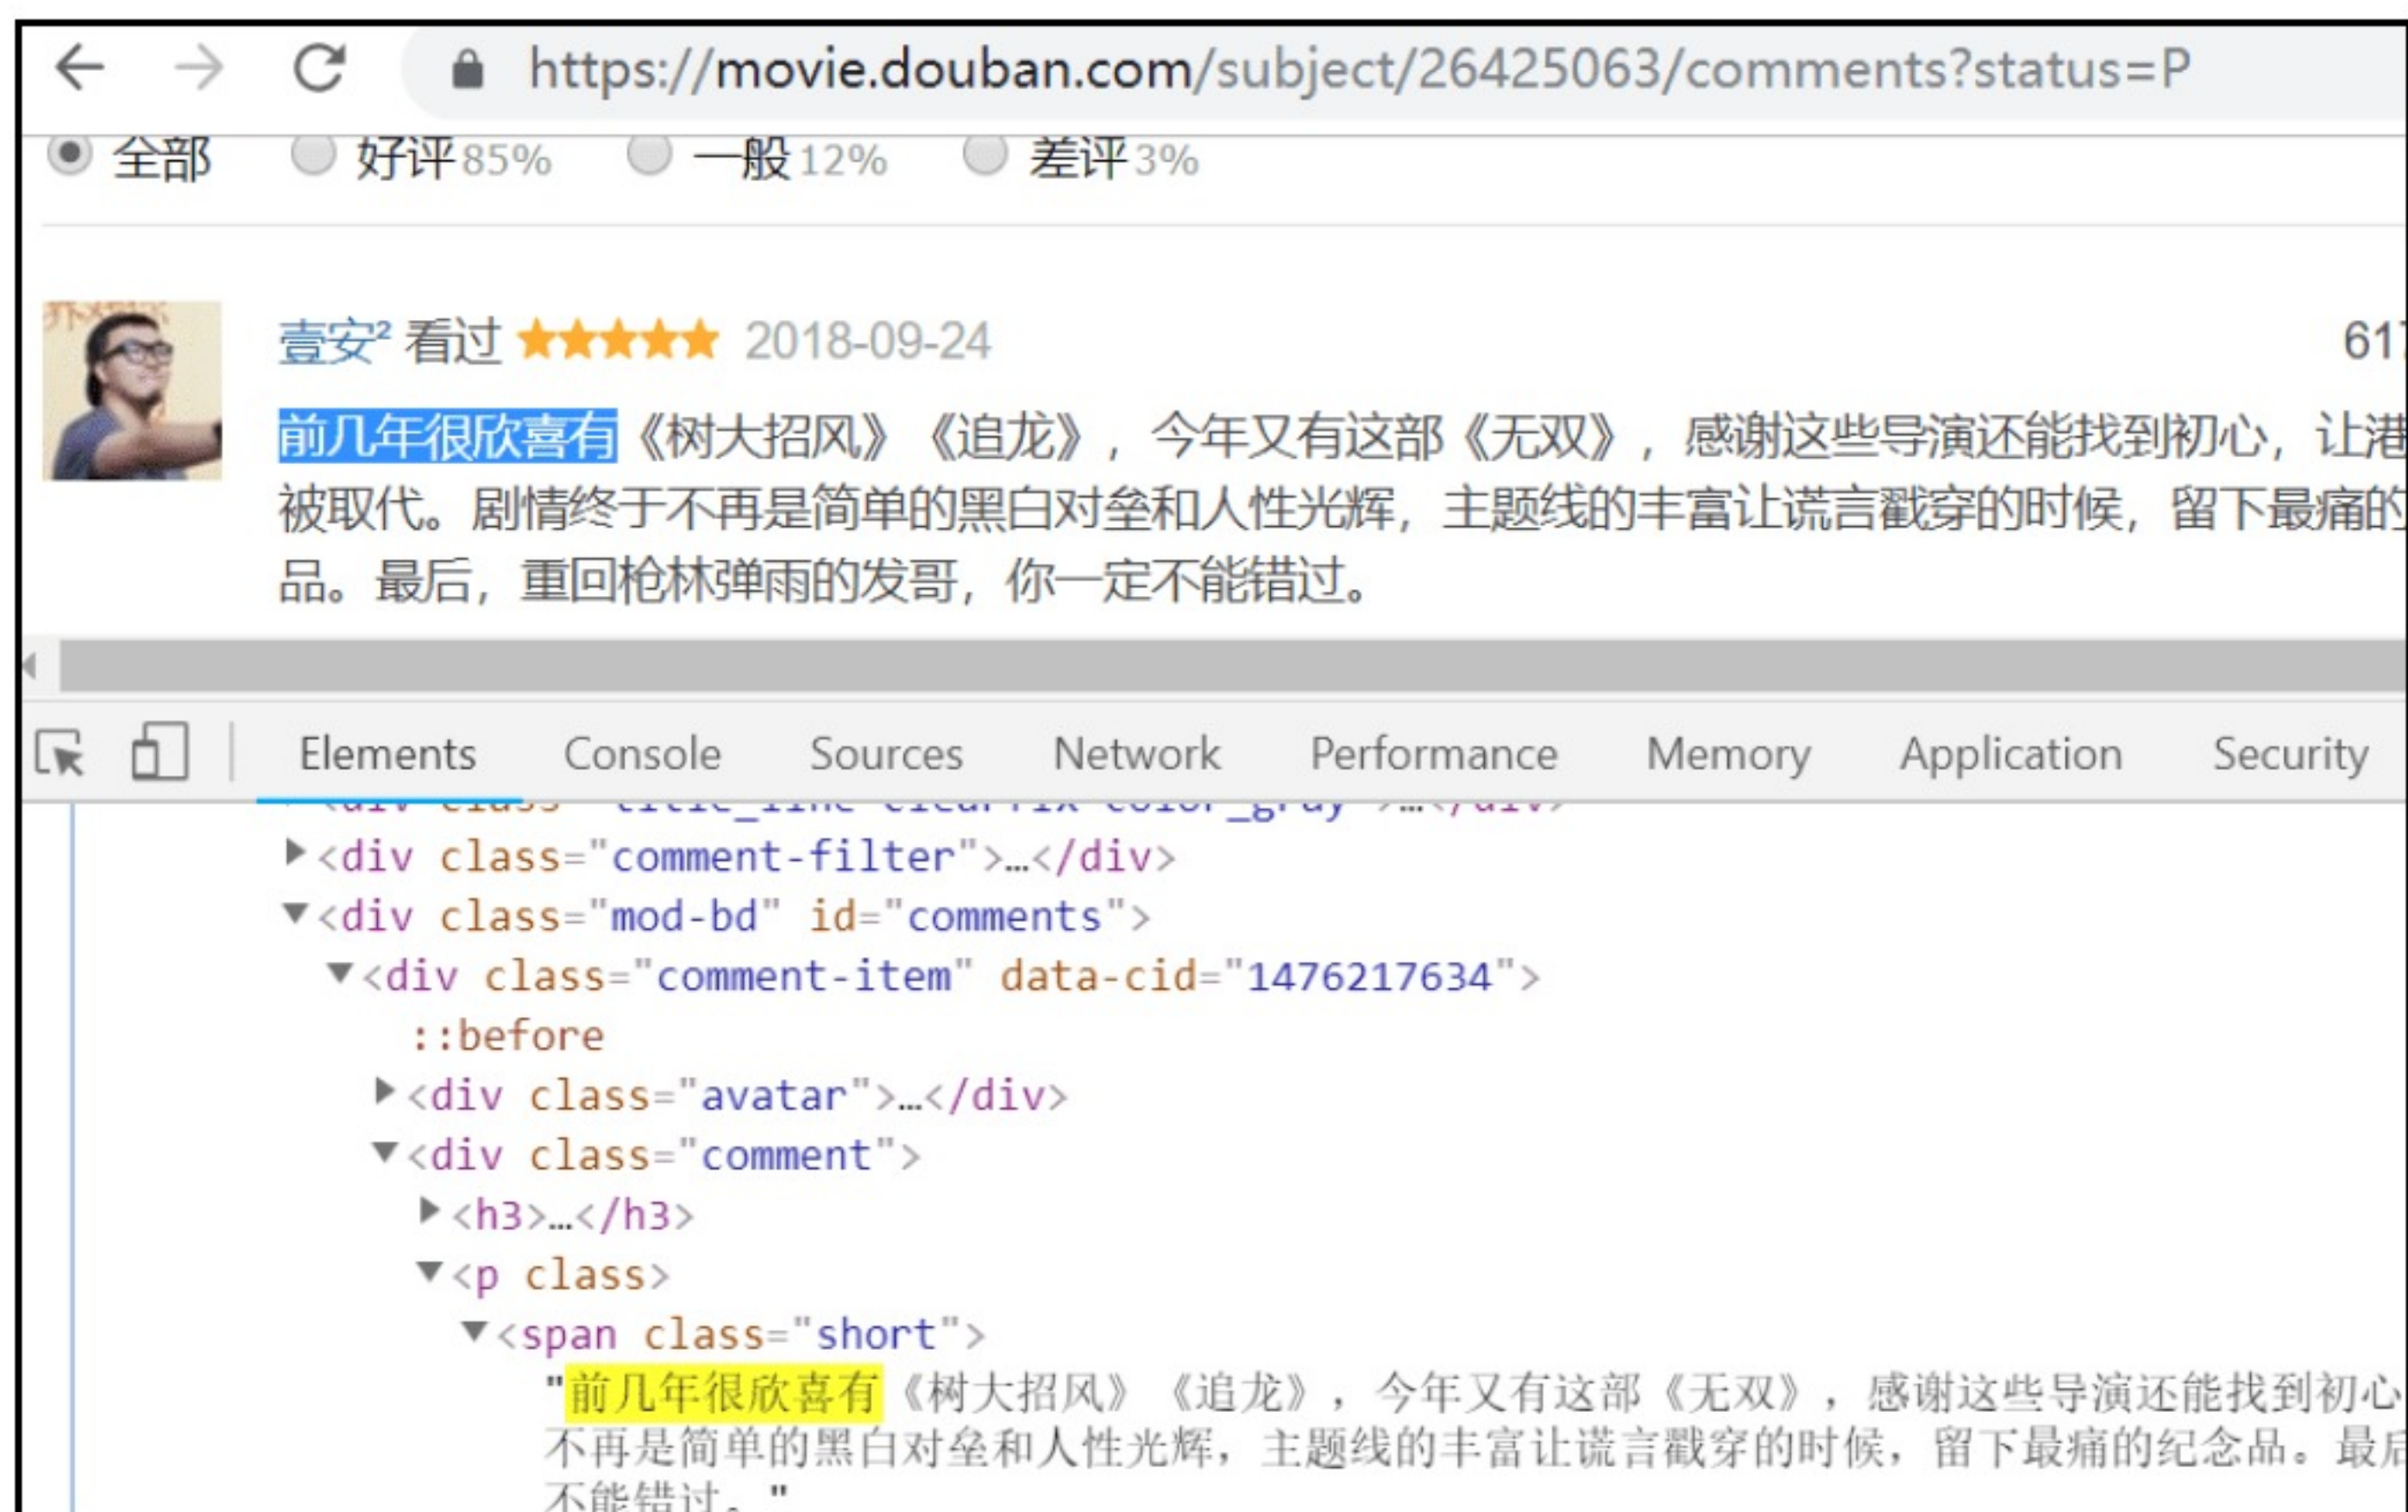 https://movie.douban.com/subject/26425063/comments?status=P
全部 好评85% 一般12% 差评3%
壹安² 看过 ★★★★★ 2018-09-24 617
前几年很欣喜有《树大招风》《追龙》，今年又有这部《无双》，感谢这些导演还能找到初心，让港
被取代。剧情终于不再是简单的黑白对垒和人性光辉，主题线的丰富让谎言戳穿的时候，留下最痛的
品。最后，重回枪林弹雨的发哥，你一定不能错过。
Elements Console Sources Network Performance Memory Application Security
<div class="title_line clearfix color_gray">…</div>
<div class="comment-filter">…</div>
<div class="mod-bd" id="comments">
<div class="comment-item" data-cid="1476217634">
::before
<div class="avatar">…</div>
<div class="comment">
<h3>…</h3>
<p class>
<span class="short">
"前几年很欣喜有《树大招风》《追龙》，今年又有这部《无双》，感谢这些导演还能找到初心
不再是简单的黑白对垒和人性光辉，主题线的丰富让谎言戳穿的时候，留下最痛的纪念品。最后
不能错过。"